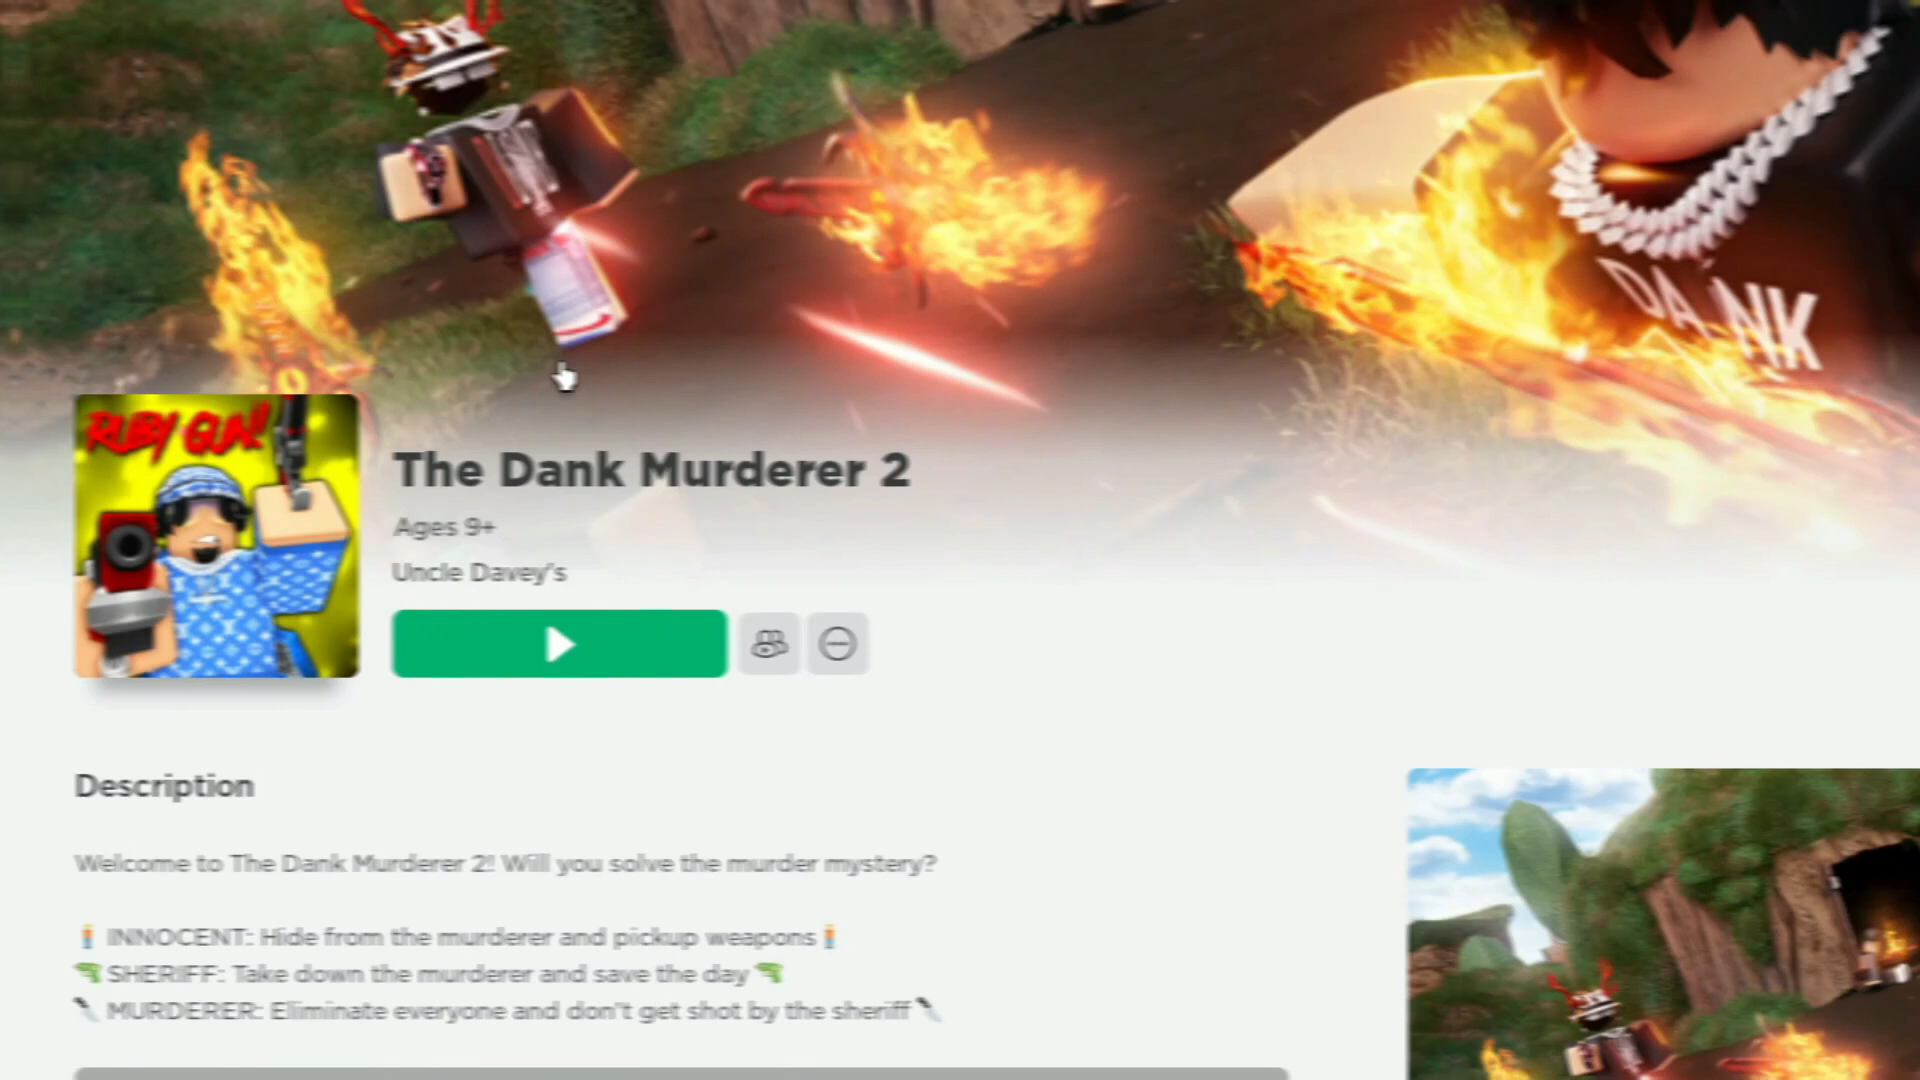 DANK
RUBY GUN!
The Dank Murderer 2
Ages 9+
Uncle Davey's
Description
Welcome to The Dank Murderer 2! Will you solve the murder mystery?
INNOCENT: Hide from the murderer and pickup weapons
SHERIFF: Take down the murderer and save the day
MURDERER: Eliminate everyone and don't get shot by the sheriff